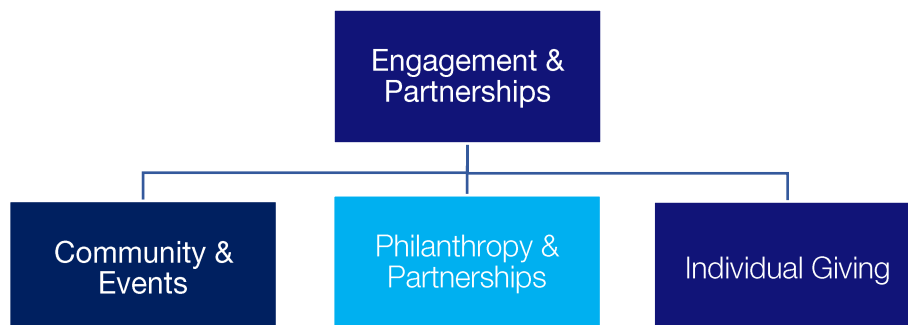 Engagement &
Partnerships
Community &
Events
Philanthropy &
Partnerships
Individual Giving